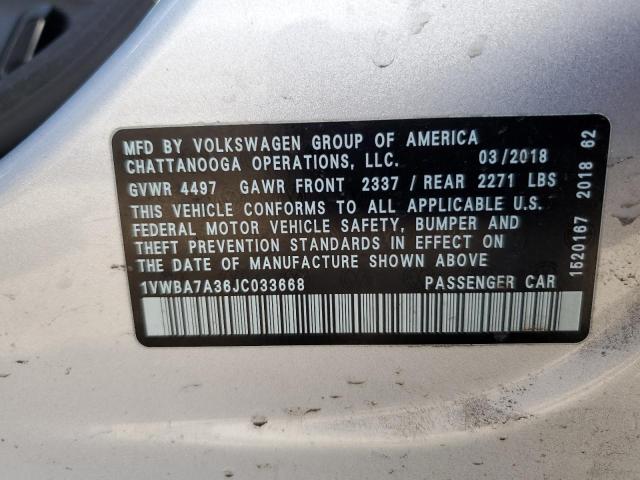 MFD BY VOLKSWAGEN GROUP OF AMERICA
CHATTANOOGA OPERATIONS, LLC. 03/2018
GVWR 4497 GAWR FRONT 2337 / REAR 2271 LBS
THIS VEHICLE CONFORMS TO ALL APPLICABLE U.S.
FEDERAL MOTOR VEHICLE SAFETY, BUMPER AND
THEFT PREVENTION STANDARDS IN EFFECT ON
THE DATE OF MANUFACTURE SHOWN ABOVE
1VWBA7A36JC033668 PASSENGER CAR
1520167 2018 62